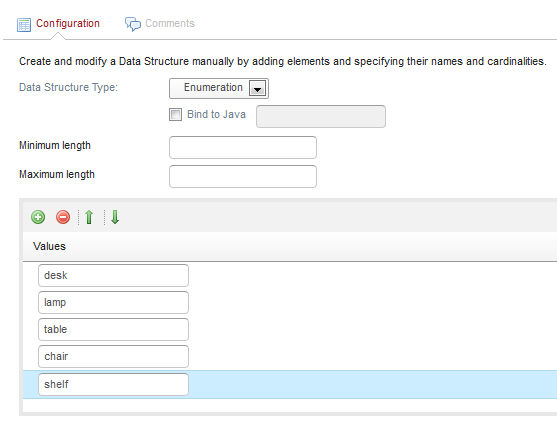 Configuration
Comments
Create and modify a Data Structure manually by adding elements and specifying their names and cardinalities.
Data Structure Type:
Enumeration
Bind to Java
Minimum length
Maximum length
Values
desk
lamp
table
chair
shelf